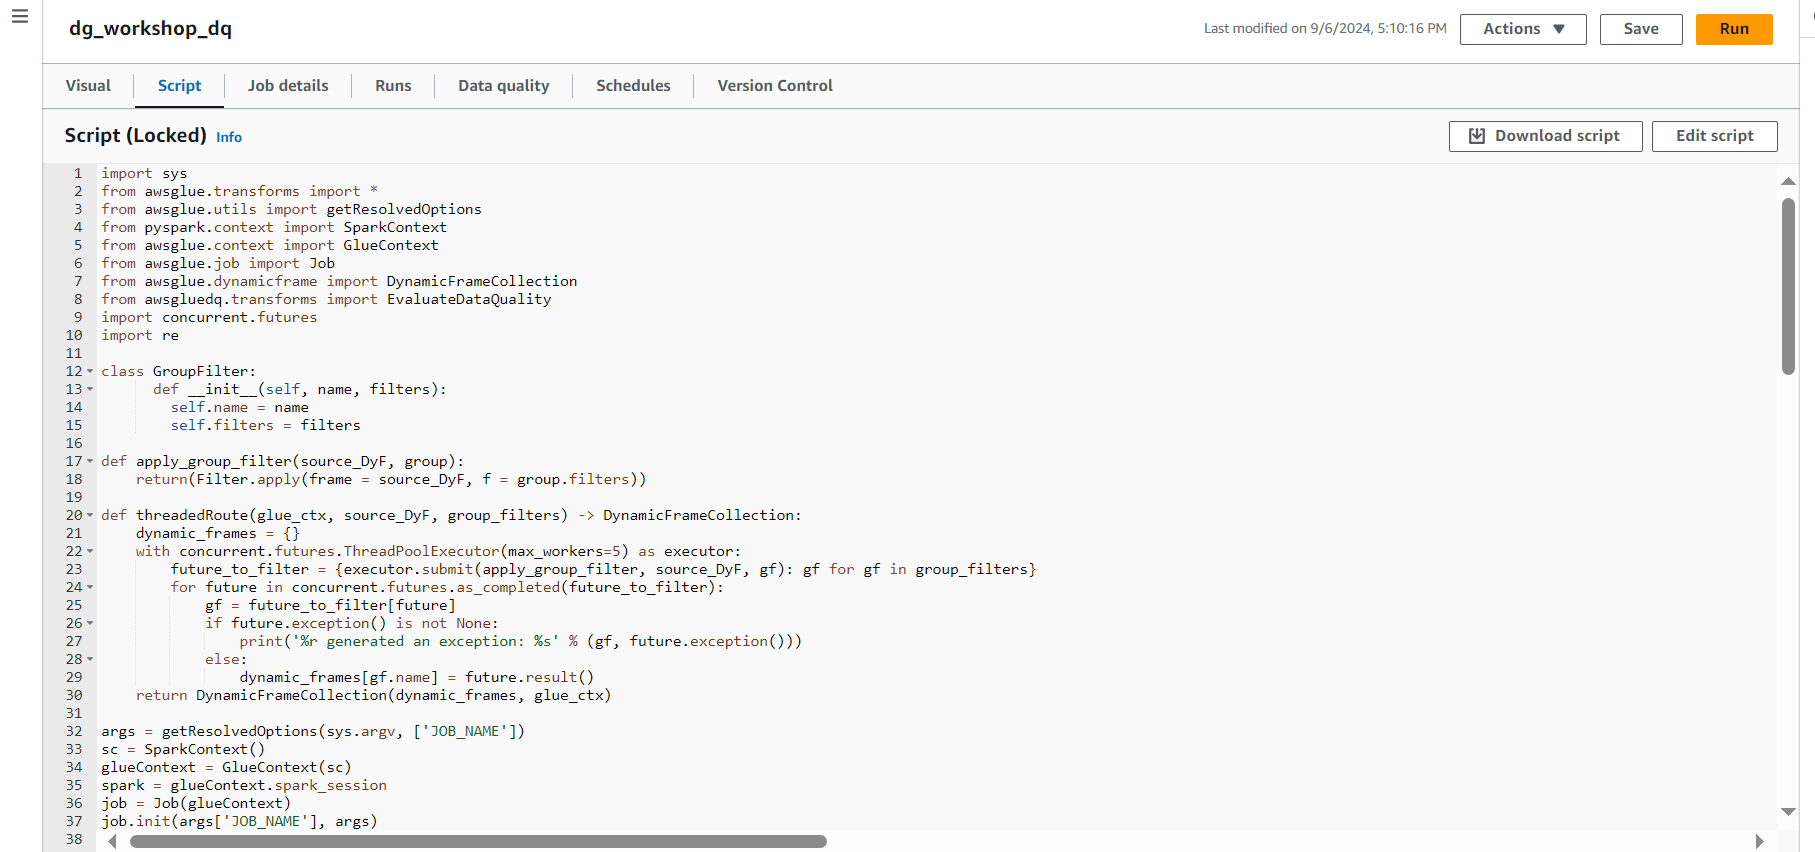 dg_workshop_dq
Last modified on 9/6/2024, 5:10:16 PM
Actions
Save
Run
Visual
Script
Job details
Runs
Data quality
Schedules
Version Control
Script (Locked) Info
Download script
Edit script
1 import sys
2 from awsglue.transforms import *
3 from awsglue.utils import getResolvedOptions
4 from pyspark.context import SparkContext
5 from awsglue.context import GlueContext
6 from awsglue.job import Job
7 from awsglue.dynamicframe import DynamicFrameCollection
8 from awsgluedq.transforms import EvaluateDataQuality
9 import concurrent.futures
10 import re
11
12 class GroupFilter:
13       def __init__(self, name, filters):
14         self.name = name
15         self.filters = filters
16
17 def apply_group_filter(source_DyF, group):
18     return(Filter.apply(frame = source_DyF, f = group.filters))
19
20 def threadedRoute(glue_ctx, source_DyF, group_filters) -> DynamicFrameCollection:
21     dynamic_frames = {}
22     with concurrent.futures.ThreadPoolExecutor(max_workers=5) as executor:
23         future_to_filter = {executor.submit(apply_group_filter, source_DyF, gf): gf for gf in group_filters}
24         for future in concurrent.futures.as_completed(future_to_filter):
25             gf = future_to_filter[future]
26             if future.exception() is not None:
27                 print('%r generated an exception: %s' % (gf, future.exception()))
28             else:
29                 dynamic_frames[gf.name] = future.result()
30     return DynamicFrameCollection(dynamic_frames, glue_ctx)
31
32 args = getResolvedOptions(sys.argv, ['JOB_NAME'])
33 sc = SparkContext()
34 glueContext = GlueContext(sc)
35 spark = glueContext.spark_session
36 job = Job(glueContext)
37 job.init(args['JOB_NAME'], args)
38